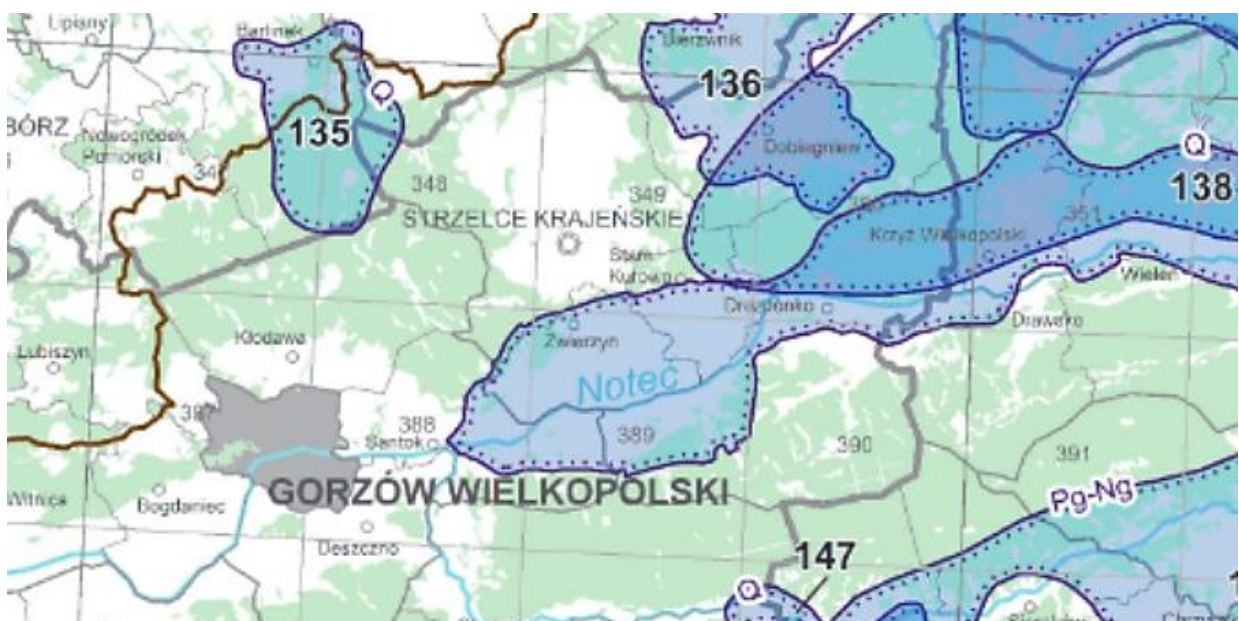 Lipiany
Barlinek
Bierzwnik
136
Q
135
BÓRZ
Nowogródek
Pomorski
Dobiegniew
Q
138
348
349
351
STRZELCE KRAJEŃSKIE
Krzyż Wielkopolski
Stare
Kurowo
Wieleń
Drezdenko
Drawsko
Zwierzyn
Kłodawa
Lubiszyn
Noteć
388
389
390
391
Santok
Witnica
Bogdaniec
GORZÓW WIELKOPOLSKI
Pg-Ng
Deszczno
147
Q